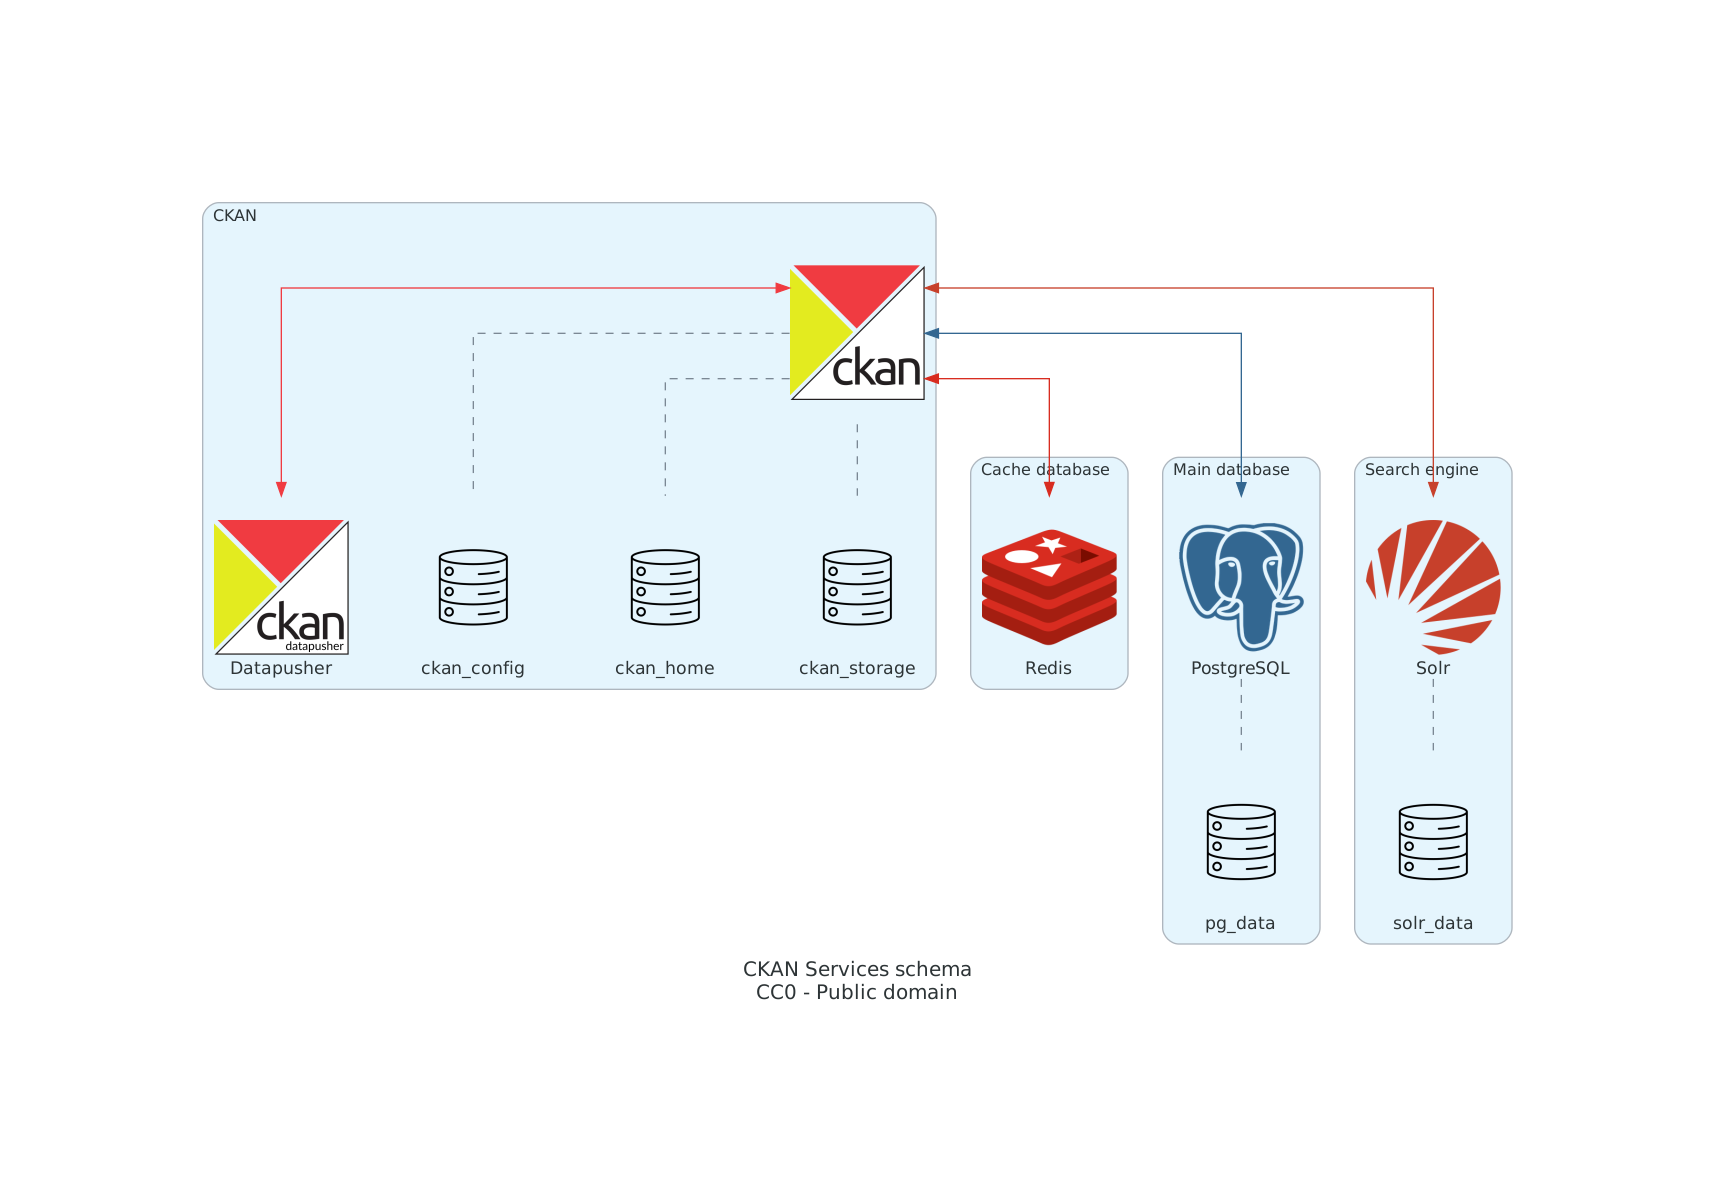 CKAN
ckan
Cache database
Main database
Search engine
ckan
datapusher
Datapusher
ckan_config
ckan_home
ckan_storage
Redis
PostgreSQL
Solr
pg_data
solr_data
CKAN Services schema
CC0 - Public domain